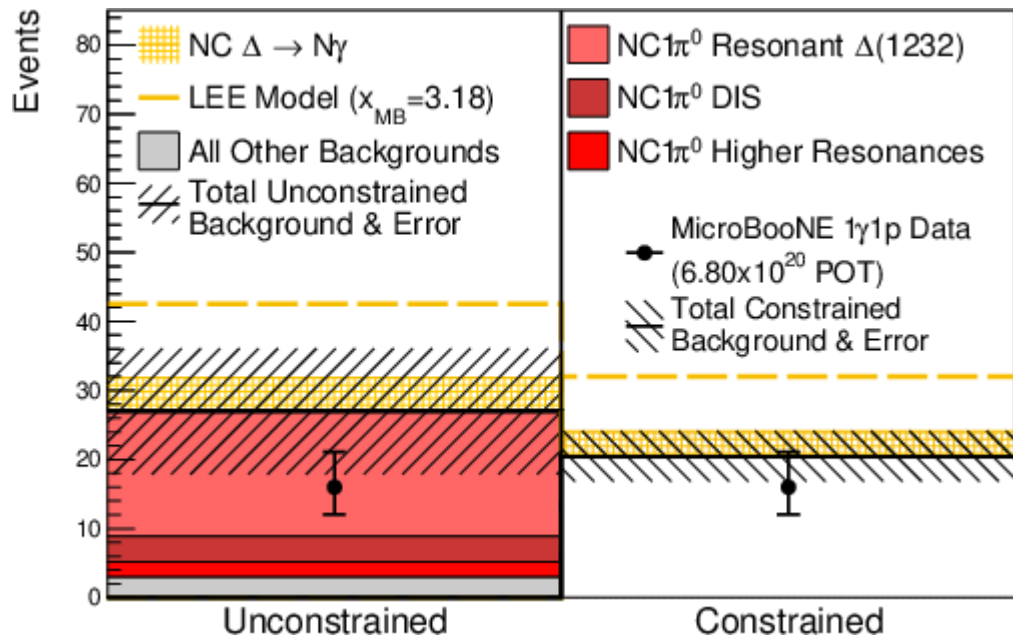 Events
80
70
60
50
40
30
20
10
0
NC Δ → Nγ
LEE Model (x_MB=3.18)
All Other Backgrounds
Total Unconstrained
Background & Error
NC1π⁰ Resonant Δ(1232)
NC1π⁰ DIS
NC1π⁰ Higher Resonances
MicroBooNE 1γ1p Data
(6.80x10²⁰ POT)
Total Constrained
Background & Error
Unconstrained
Constrained